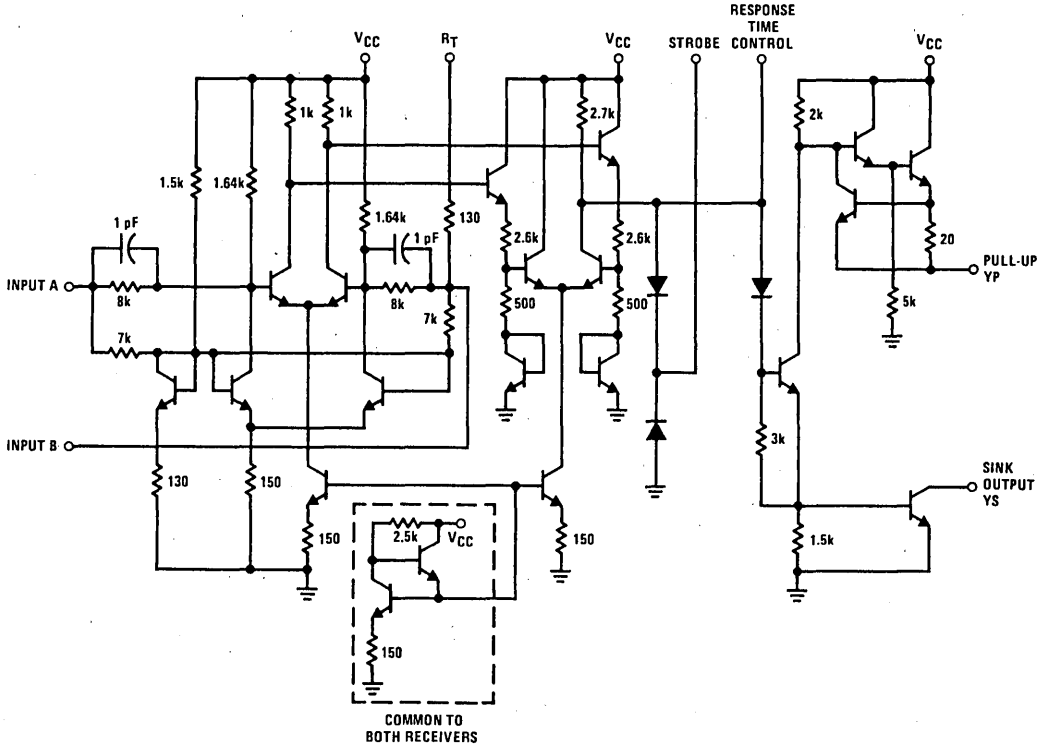 RESPONSE
TIME
CONTROL
VCC
RT
VCC
STROBE
VCC
1k
1k
2.7k
2k
1.5k
1.64k
1.64k
130
1 pF
1 pF
2.6k
2.6k
20
INPUT A
8k
8k
PULL-UP
YP
7k
500
500
5k
7k
INPUT B
3k
130
150
SINK
OUTPUT
YS
150
2.5k
VCC
150
1.5k
150
COMMON TO
BOTH RECEIVERS